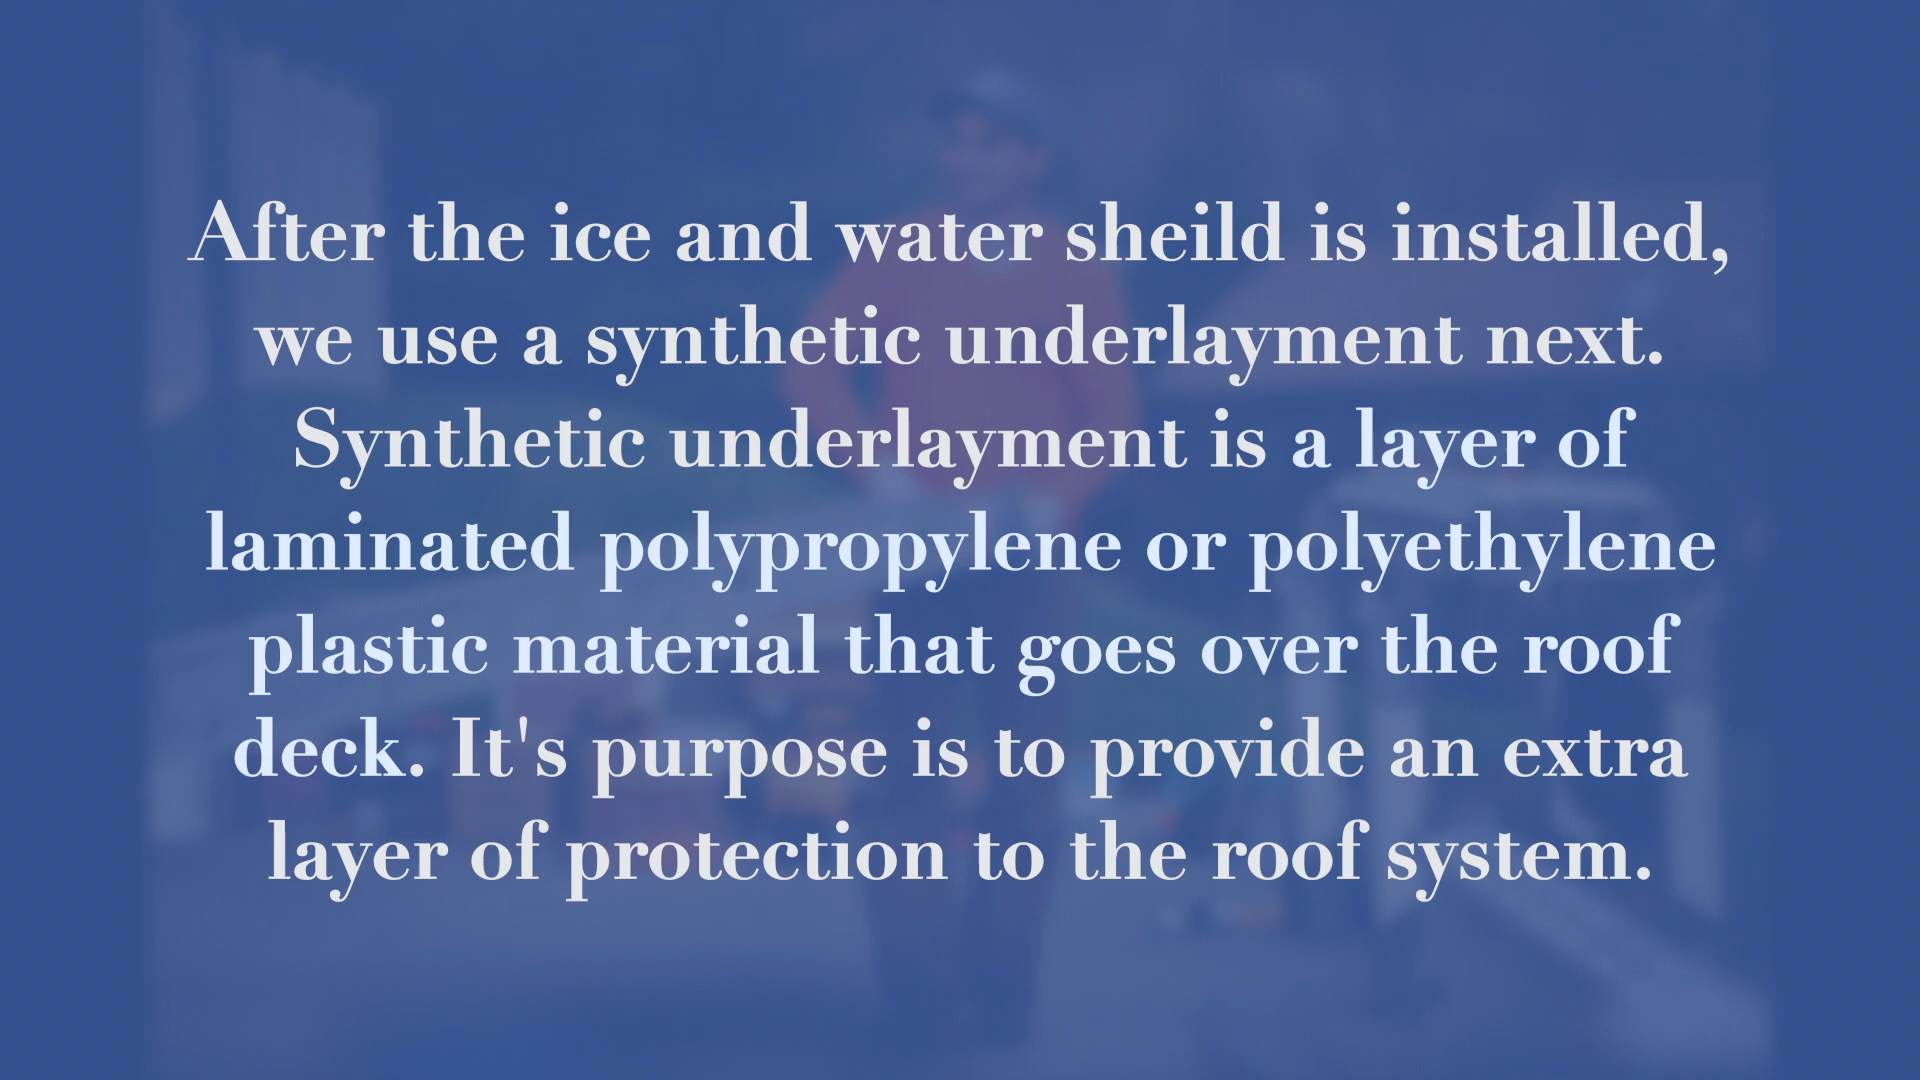 After the ice and water sheild is installed,
we use a synthetic underlayment next.
Synthetic underlayment is a layer of
laminated polypropylene or polyethylene
plastic material that goes over the roof
deck. It's purpose is to provide an extra
layer of protection to the roof system.